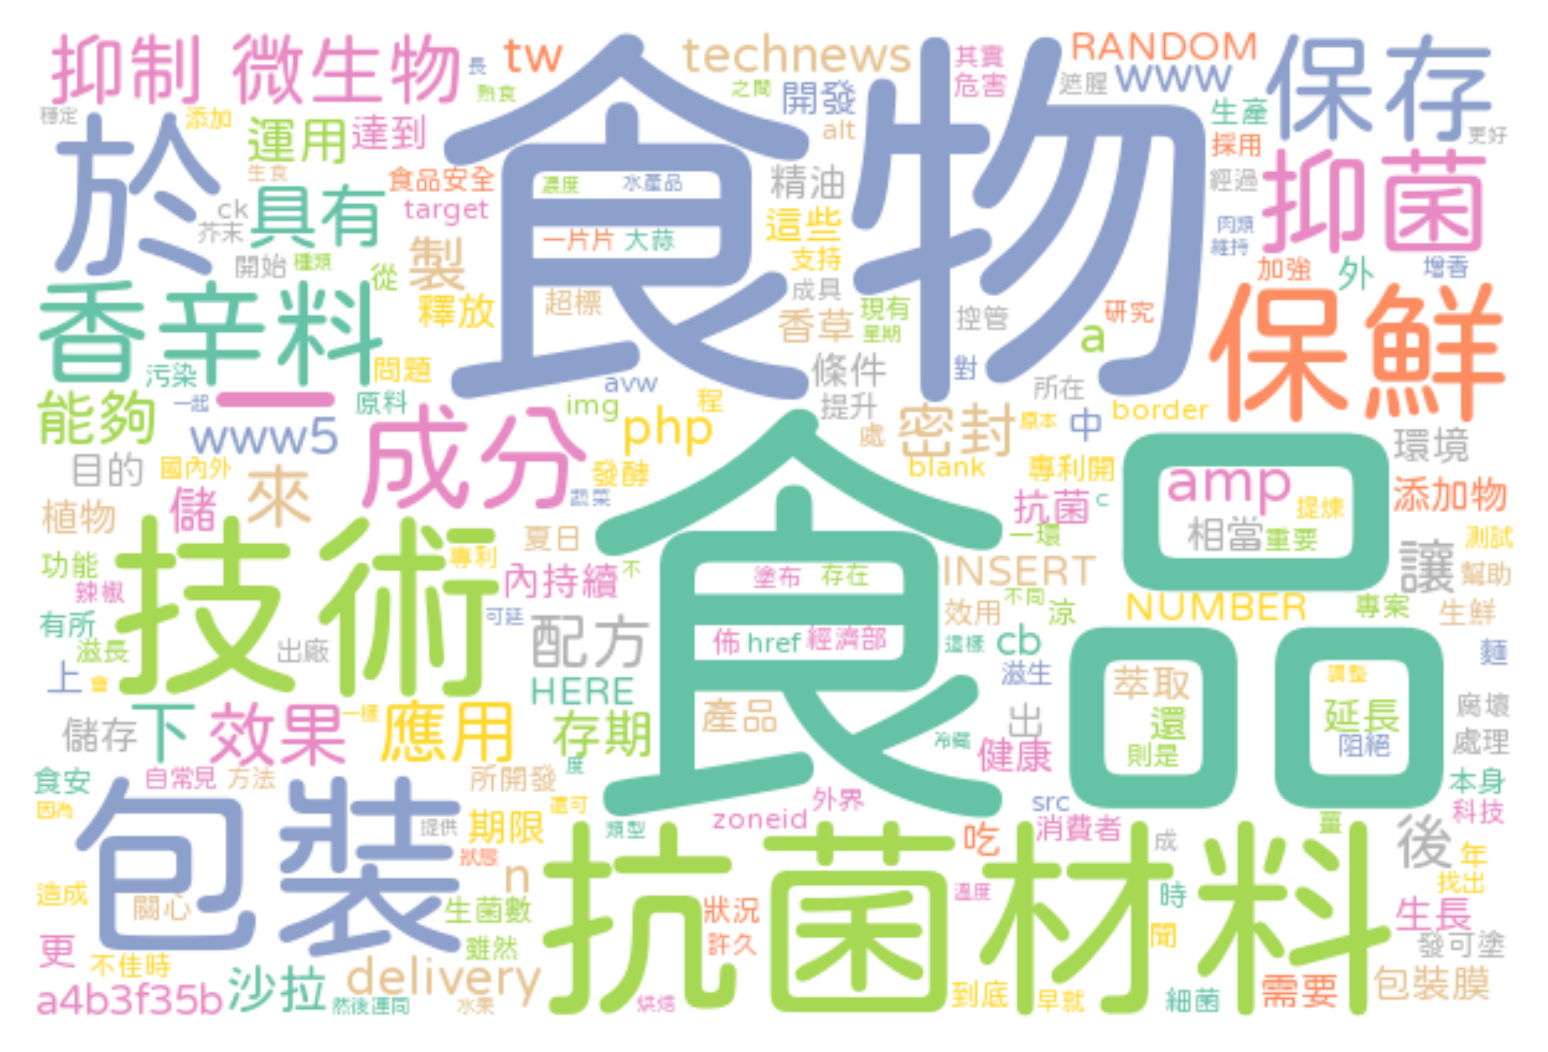 抑制 微生物 長 tw technews 其實 RANDOM 保存
熟食 之間 開發 危害 遮腥 www
穩定 添加 食物 alt 生產 更好
於 運用 達到 採用
生食 食品安全 濃度 水產品 精油 經過 抑菌
ck 具有 target 這些 肉類
芥末 一片片 大蒜 維持
開始 種類 從 製 支持 加強 外 增香
香辛料 釋放 超標 成具 現有 控管 研究 保鮮
香草 星期 a
污染 問題 條件 對 所在
能夠 一起 一 原料 avw 提升
img php 程 處 密封 原本 中 border
www5 成分 環境
目的 國內外 來 發酵 blank 專利開 品 amp 添加物
植物 儲 蔬菜 食 抗菌 c 提煉
技術 夏日 一環 相當 重要 讓 測試
功能 專利 內持續 不 塗布 存在 INSERT 幫助
辣椒 效用 不同 涼 NUMBER 專案 生鮮
有所 可延 配方 佈 href 經濟部 這樣 cb
滋長 出廠 滋生 麵
上 會 HERE 萃取 調整
儲存 下 效果 一樣 應用 存期 產品 出 還 延長 腐壞
冷藏 健康 則是 阻絕 處理
食安 自常見 方法 所開發 度 本身
因為 包裝 還可 外界 src 科技
提供 期限 類型 zoneid 消費者 薑
狀態 n 抗菌材料 吃 成 後 年
造成 關心 生菌數 狀況 溫度 時 找出
更 雖然 許久 聞 生長
不佳時 發可塗
a4b3f35b 沙拉 delivery 到底 需要 包裝膜
然後連同 水果 烘焙 早就 細菌